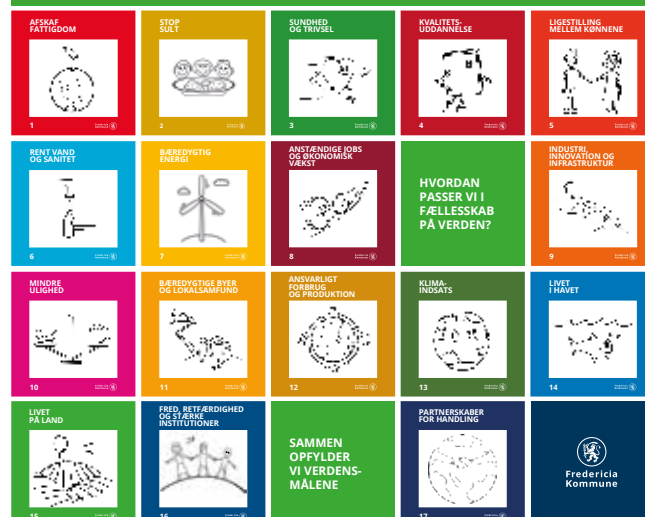 AFSKAF
FATTIGDOM
1
STOP
SULT
2
SUNDHED
OG TRIVSEL
3
KVALITETS-
UDDANNELSE
4
LIGESTILLING
MELLEM KØNNENE
5
RENT VAND
OG SANITET
6
BÆREDYGTIG
ENERGI
7
ANSTÆNDIGE JOBS
OG ØKONOMISK
VÆKST
8
HVORDAN
PASSER VI I
FÆLLESSKAB
PÅ VERDEN?
INDUSTRI,
INNOVATION OG
INFRASTRUKTUR
9
MINDRE
ULIGHED
10
BÆREDYGTIGE BYER
OG LOKALSAMFUND
11
ANSVARLIGT
FORBRUG
OG PRODUKTION
12
KLIMA-
INDSATS
13
LIVET
I HAVET
14
LIVET
PÅ LAND
15
FRED, RETFÆRDIGHED
OG STÆRKE
INSTITUTIONER
16
SAMMEN
OPFYLDER
VI VERDENS-
MÅLENE
PARTNERSKABER
FOR HANDLING
17
Fredericia
Kommune